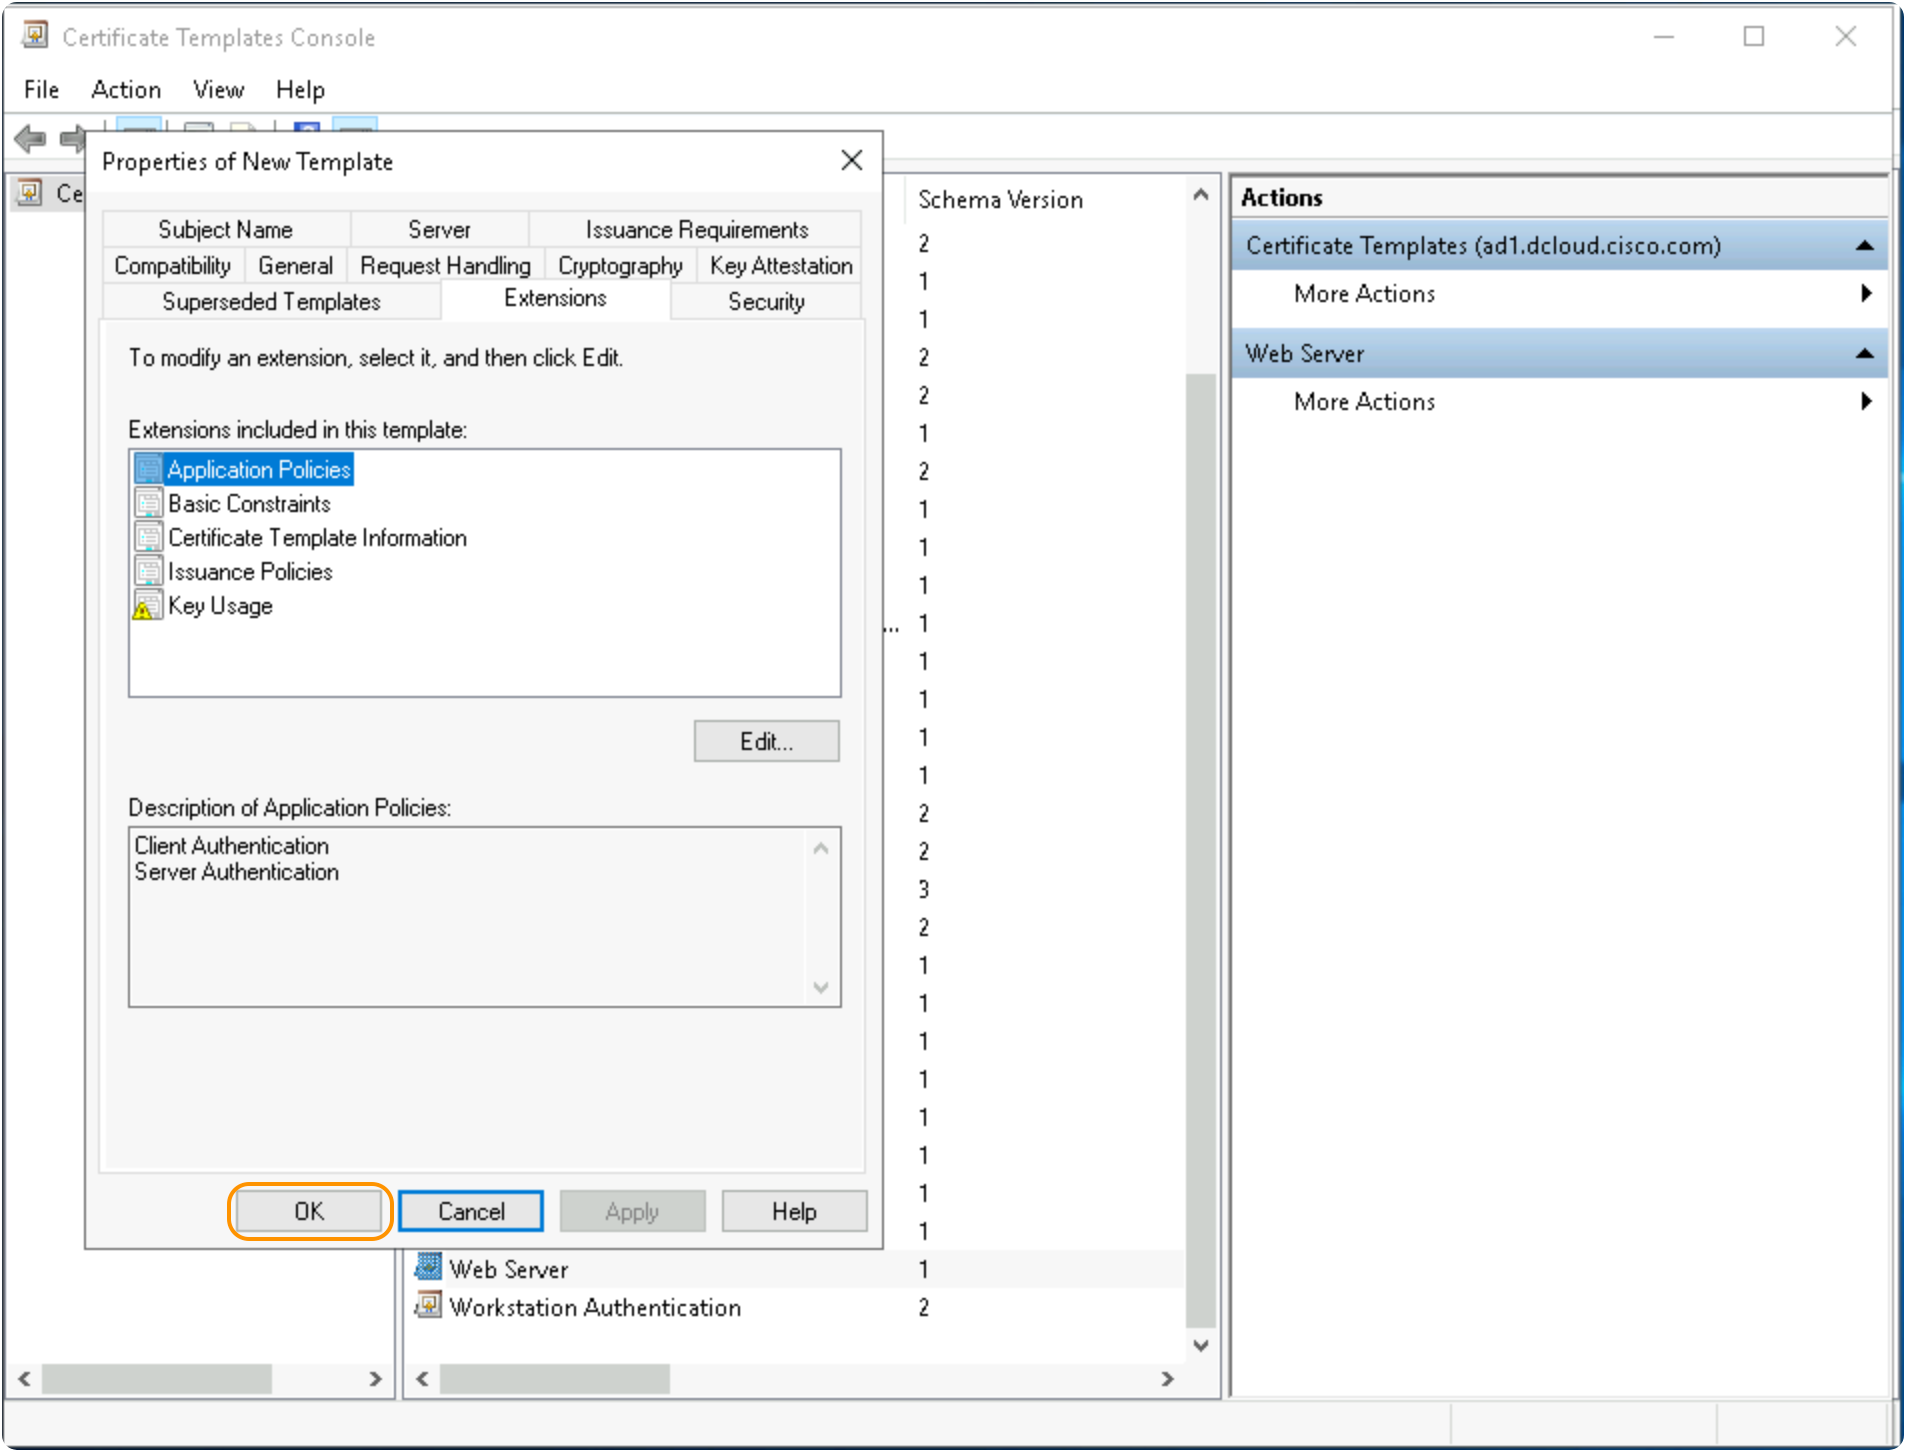 Certificate Templates Console
File Action View Help
Properties of New Template
Ce
Subject Name Server Issuance Requirements
Compatibility General Request Handling Cryptography Key Attestation
Superseded Templates Extensions Security
To modify an extension, select it, and then click Edit.
Extensions included in this template:
Application Policies
Basic Constraints
Certificate Template Information
Issuance Policies
Key Usage
Edit...
Description of Application Policies:
Client Authentication
Server Authentication
OK Cancel Apply Help
Schema Version
2
1
1
2
2
1
2
1
1
1
... 1
1
1
1
1
2
2
3
2
1
1
1
1
1
1
1
1
Web Server 1
Workstation Authentication 2
Actions
Certificate Templates (ad1.dcloud.cisco.com)
More Actions
Web Server
More Actions